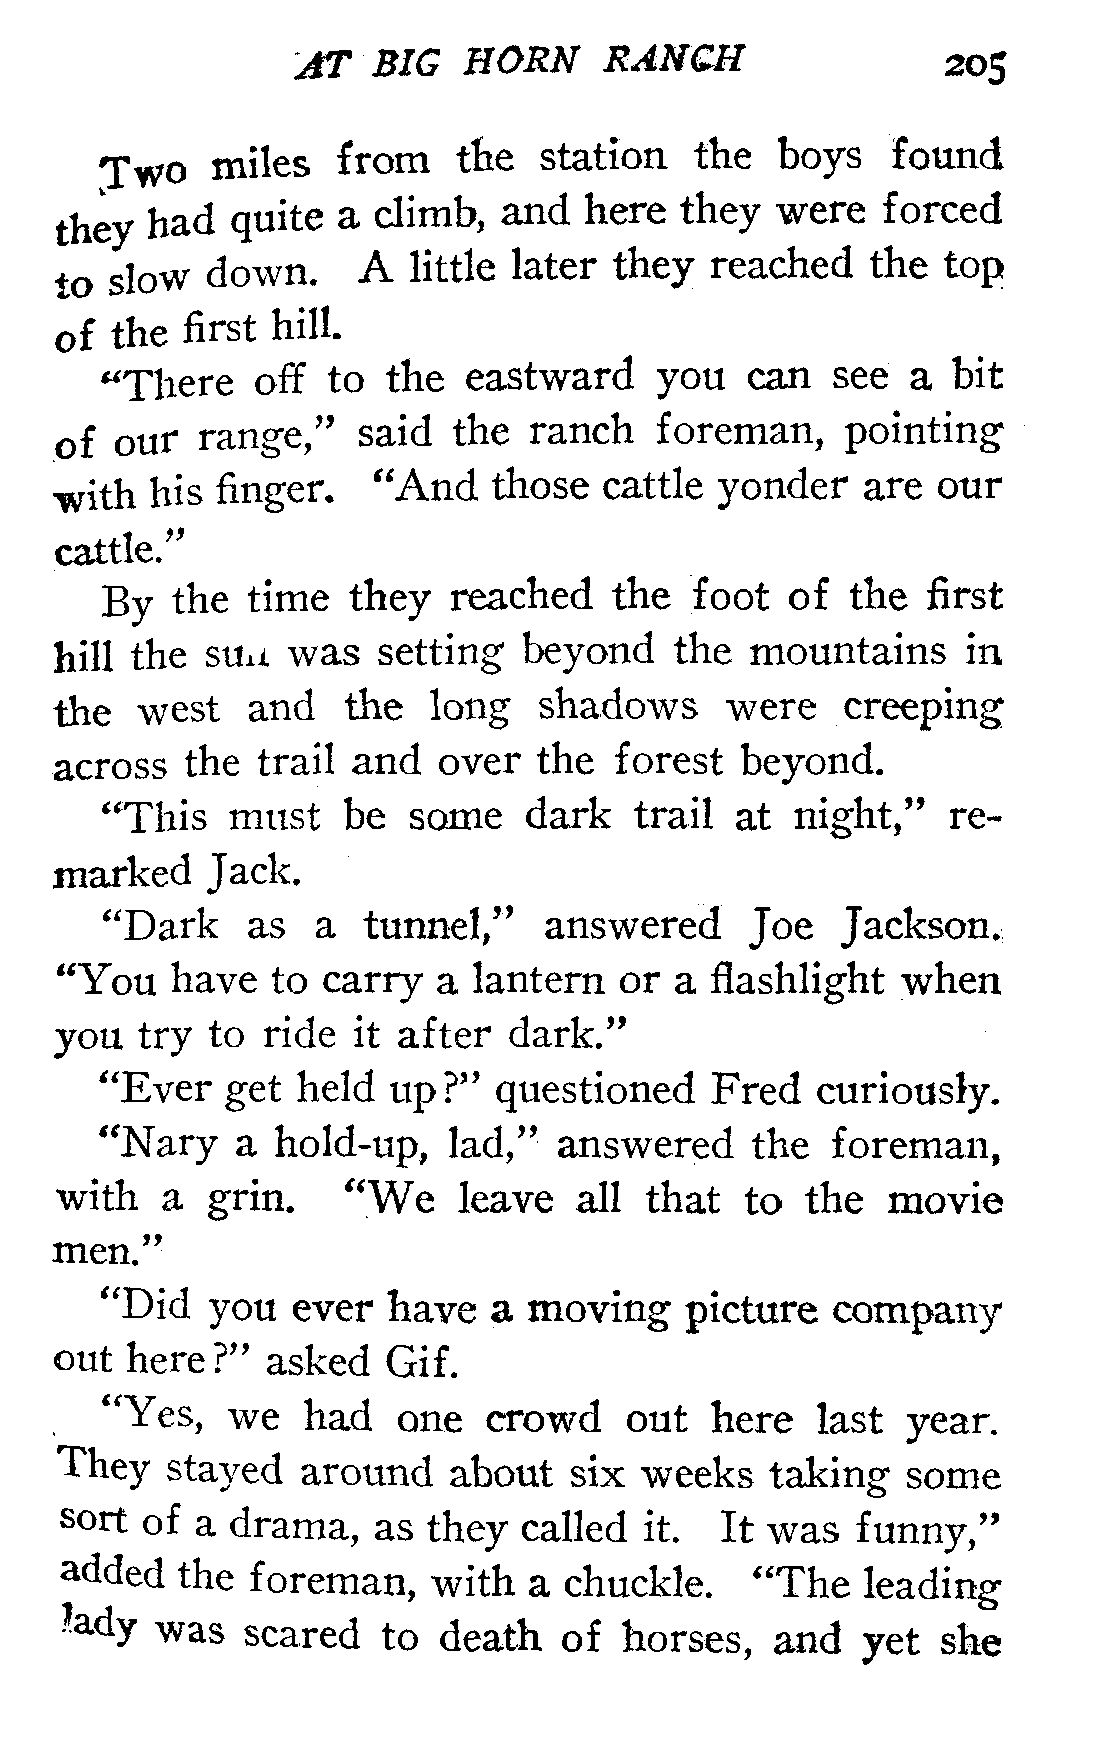 AT BIG HORN RANCH 205
Two miles from the station the boys found
they had quite a climb, and here they were forced
to slow down. A little later they reached the top
of the first hill.
“There off to the eastward you can see a bit
of our range,” said the ranch foreman, pointing
with his finger. “And those cattle yonder are our
cattle.”
By the time they reached the foot of the first
hill the sun was setting beyond the mountains in
the west and the long shadows were creeping
across the trail and over the forest beyond.
“This must be some dark trail at night,” re-
marked Jack.
“Dark as a tunnel,” answered Joe Jackson.
“You have to carry a lantern or a flashlight when
you try to ride it after dark.”
“Ever get held up?” questioned Fred curiously.
“Nary a hold-up, lad,” answered the foreman,
with a grin. “We leave all that to the movie
men.”
“Did you ever have a moving picture company
out here?” asked Gif.
“Yes, we had one crowd out here last year.
They stayed around about six weeks taking some
sort of a drama, as they called it. It was funny,”
added the foreman, with a chuckle. “The leading
lady was scared to death of horses, and yet she